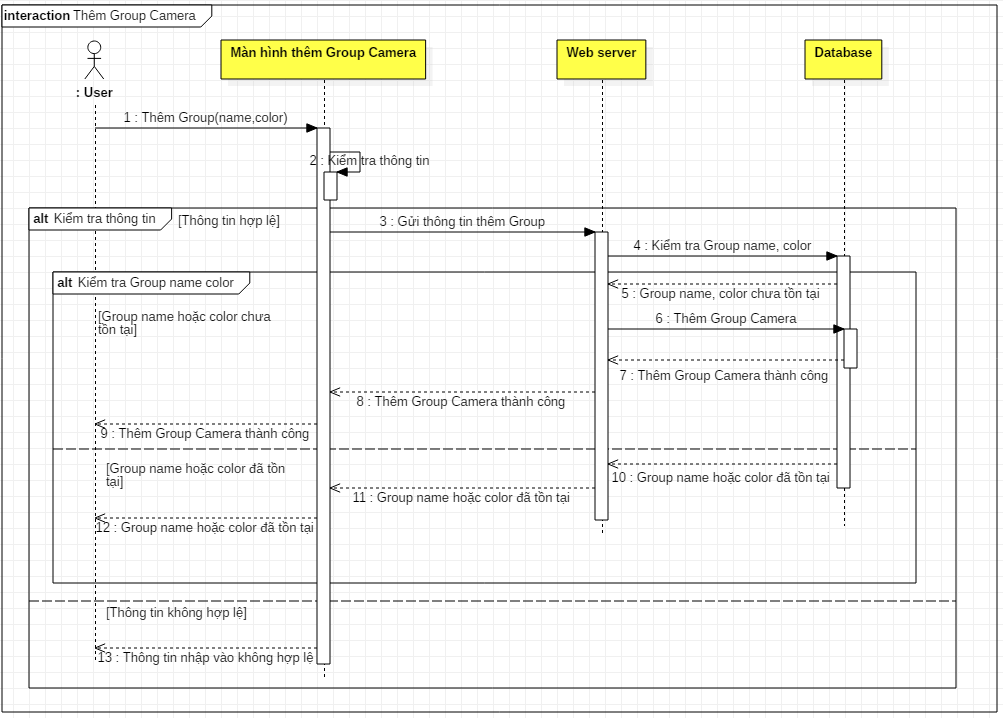 interaction Thêm Group Camera
Màn hình thêm Group Camera
Web server
Database
: User
1 : Thêm Group(name,color)
2 : Kiểm tra thông tin
alt Kiểm tra thông tin
[Thông tin hợp lệ]
3 : Gửi thông tin thêm Group
4 : Kiểm tra Group name, color
alt Kiểm tra Group name color
5 : Group name, color chưa tồn tại
[Group name hoặc color chưa
tồn tại]
6 : Thêm Group Camera
7 : Thêm Group Camera thành công
8 : Thêm Group Camera thành công
9 : Thêm Group Camera thành công
[Group name hoặc color đã tồn
tại]
10 : Group name hoặc color đã tồn tại
11 : Group name hoặc color đã tồn tại
12 : Group name hoặc color đã tồn tại
[Thông tin không hợp lệ]
13 : Thông tin nhập vào không hợp lê